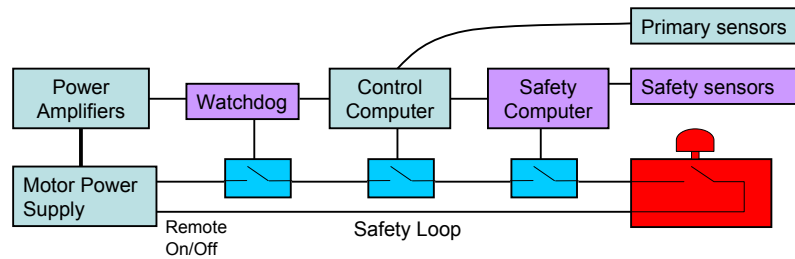 Primary sensors
Power
Amplifiers
Watchdog
Control
Computer
Safety
Computer
Safety sensors
Motor Power
Supply
Remote
On/Off
Safety Loop